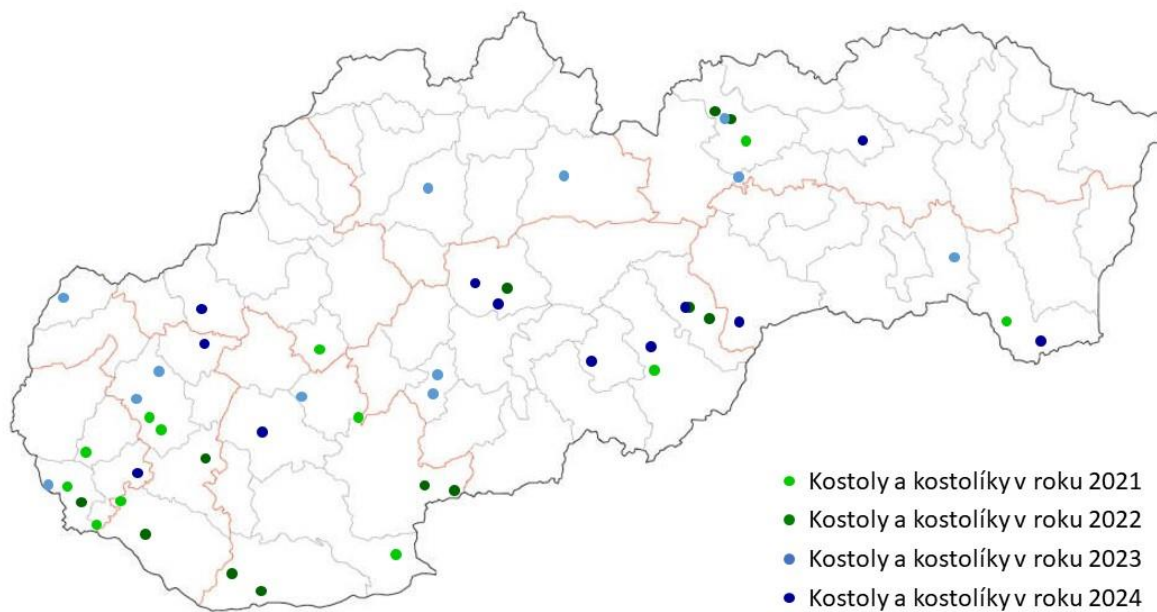 Kostoly a kostolíky v roku 2021
Kostoly a kostolíky v roku 2022
Kostoly a kostolíky v roku 2023
Kostoly a kostolíky v roku 2024